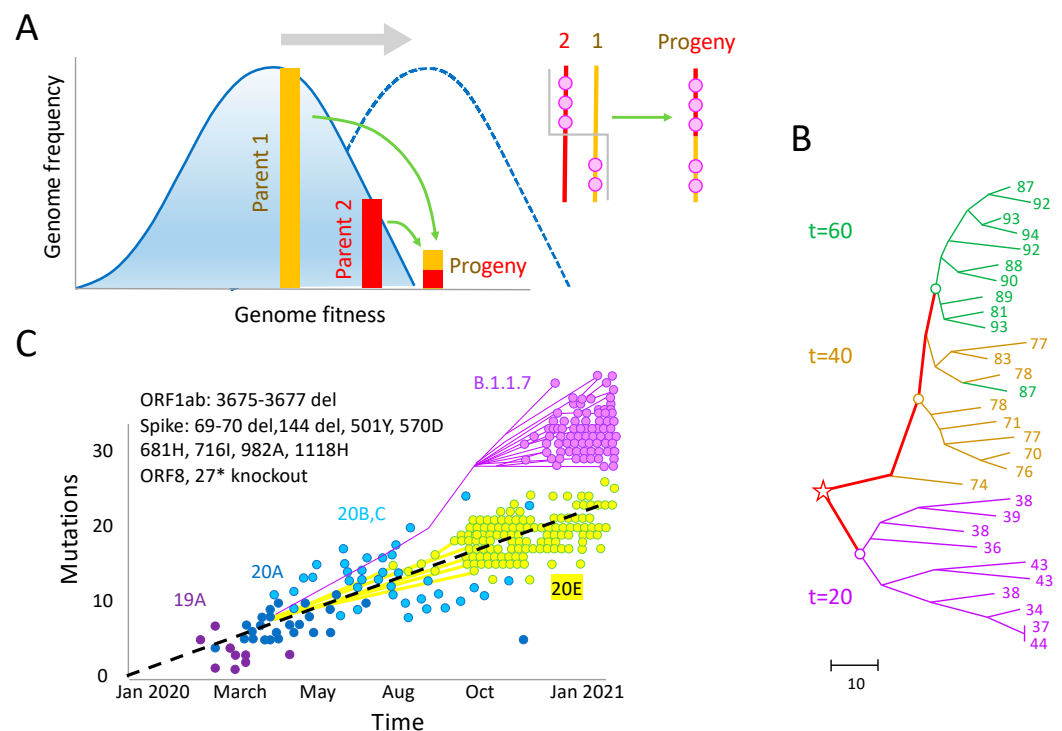 A
Genome frequency
Parent 1
Parent 2
Progeny
Genome fitness
2 1 Progeny
B
t=60
87
92
93
94
92
88
90
89
81
93
t=40
77
83
78
87
78
71
77
70
76
74
38
39
38
36
43
43
t=20
38
34
37
44
10
C
ORF1ab: 3675-3677 del
Spike: 69-70 del,144 del, 501Y, 570D
681H, 716I, 982A, 1118H
ORF8, 27* knockout
B.1.1.7
20B,C
20A
19A
20E
Mutations
30
20
10
0
Jan 2020 March May Aug Oct Jan 2021
Time